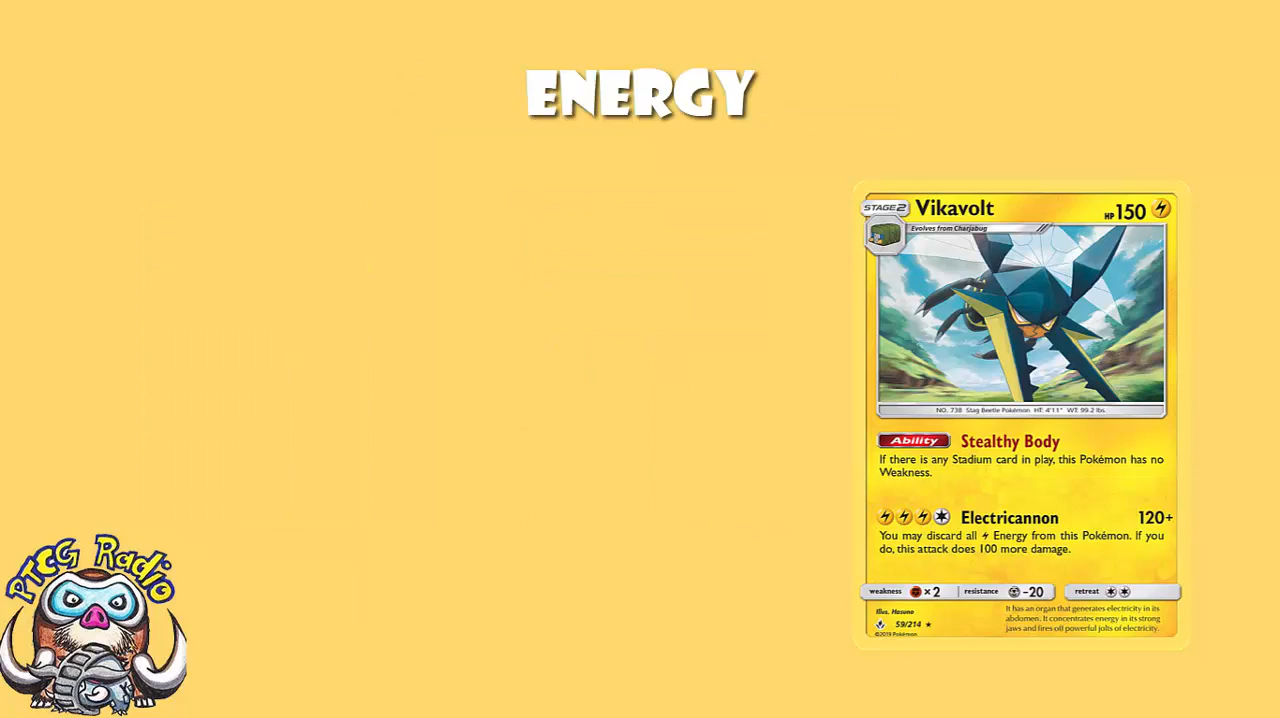 ENERGY
STAGE2 Vikavolt HP 150
Evolves from Charjabug
NO. 738 Slag Beetle Pokémon HT: 4'11" WT: 99.2 lbs.
Ability Stealthy Body
If there is any Stadium card in play, this Pokémon has no
Weakness.
Electricannon 120+
You may discard all Energy from this Pokémon. If you
do, this attack does 100 more damage.
weakness ×2 resistance -20 retreat
Illus. Hasuno
59/214
©2019 Pokémon
It has an organ that generates electricity in its
abdomen. It concentrates energy in its strong
jaws and fires off powerful jolts of electricity.
PTCG Radio